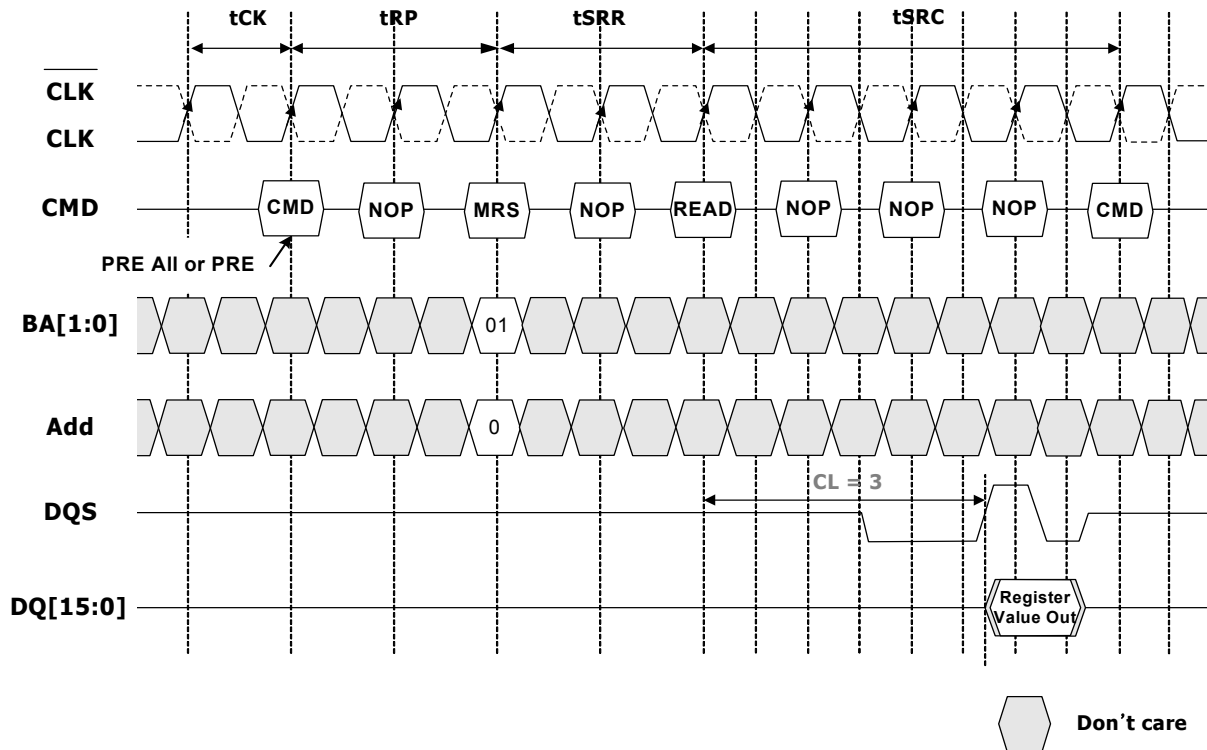 tCK tRP tSRR tSRC
CLK
CLK
CMD CMD NOP MRS NOP READ NOP NOP NOP CMD
PRE All or PRE
BA[1:0] 01
Add 0
CL = 3
DQS
DQ[15:0] Register
Value Out
Don't care